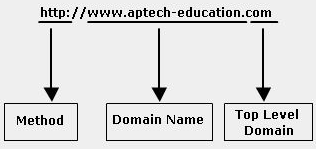 http://www.aptech-education.com
Method
Domain Name
Top Level
Domain